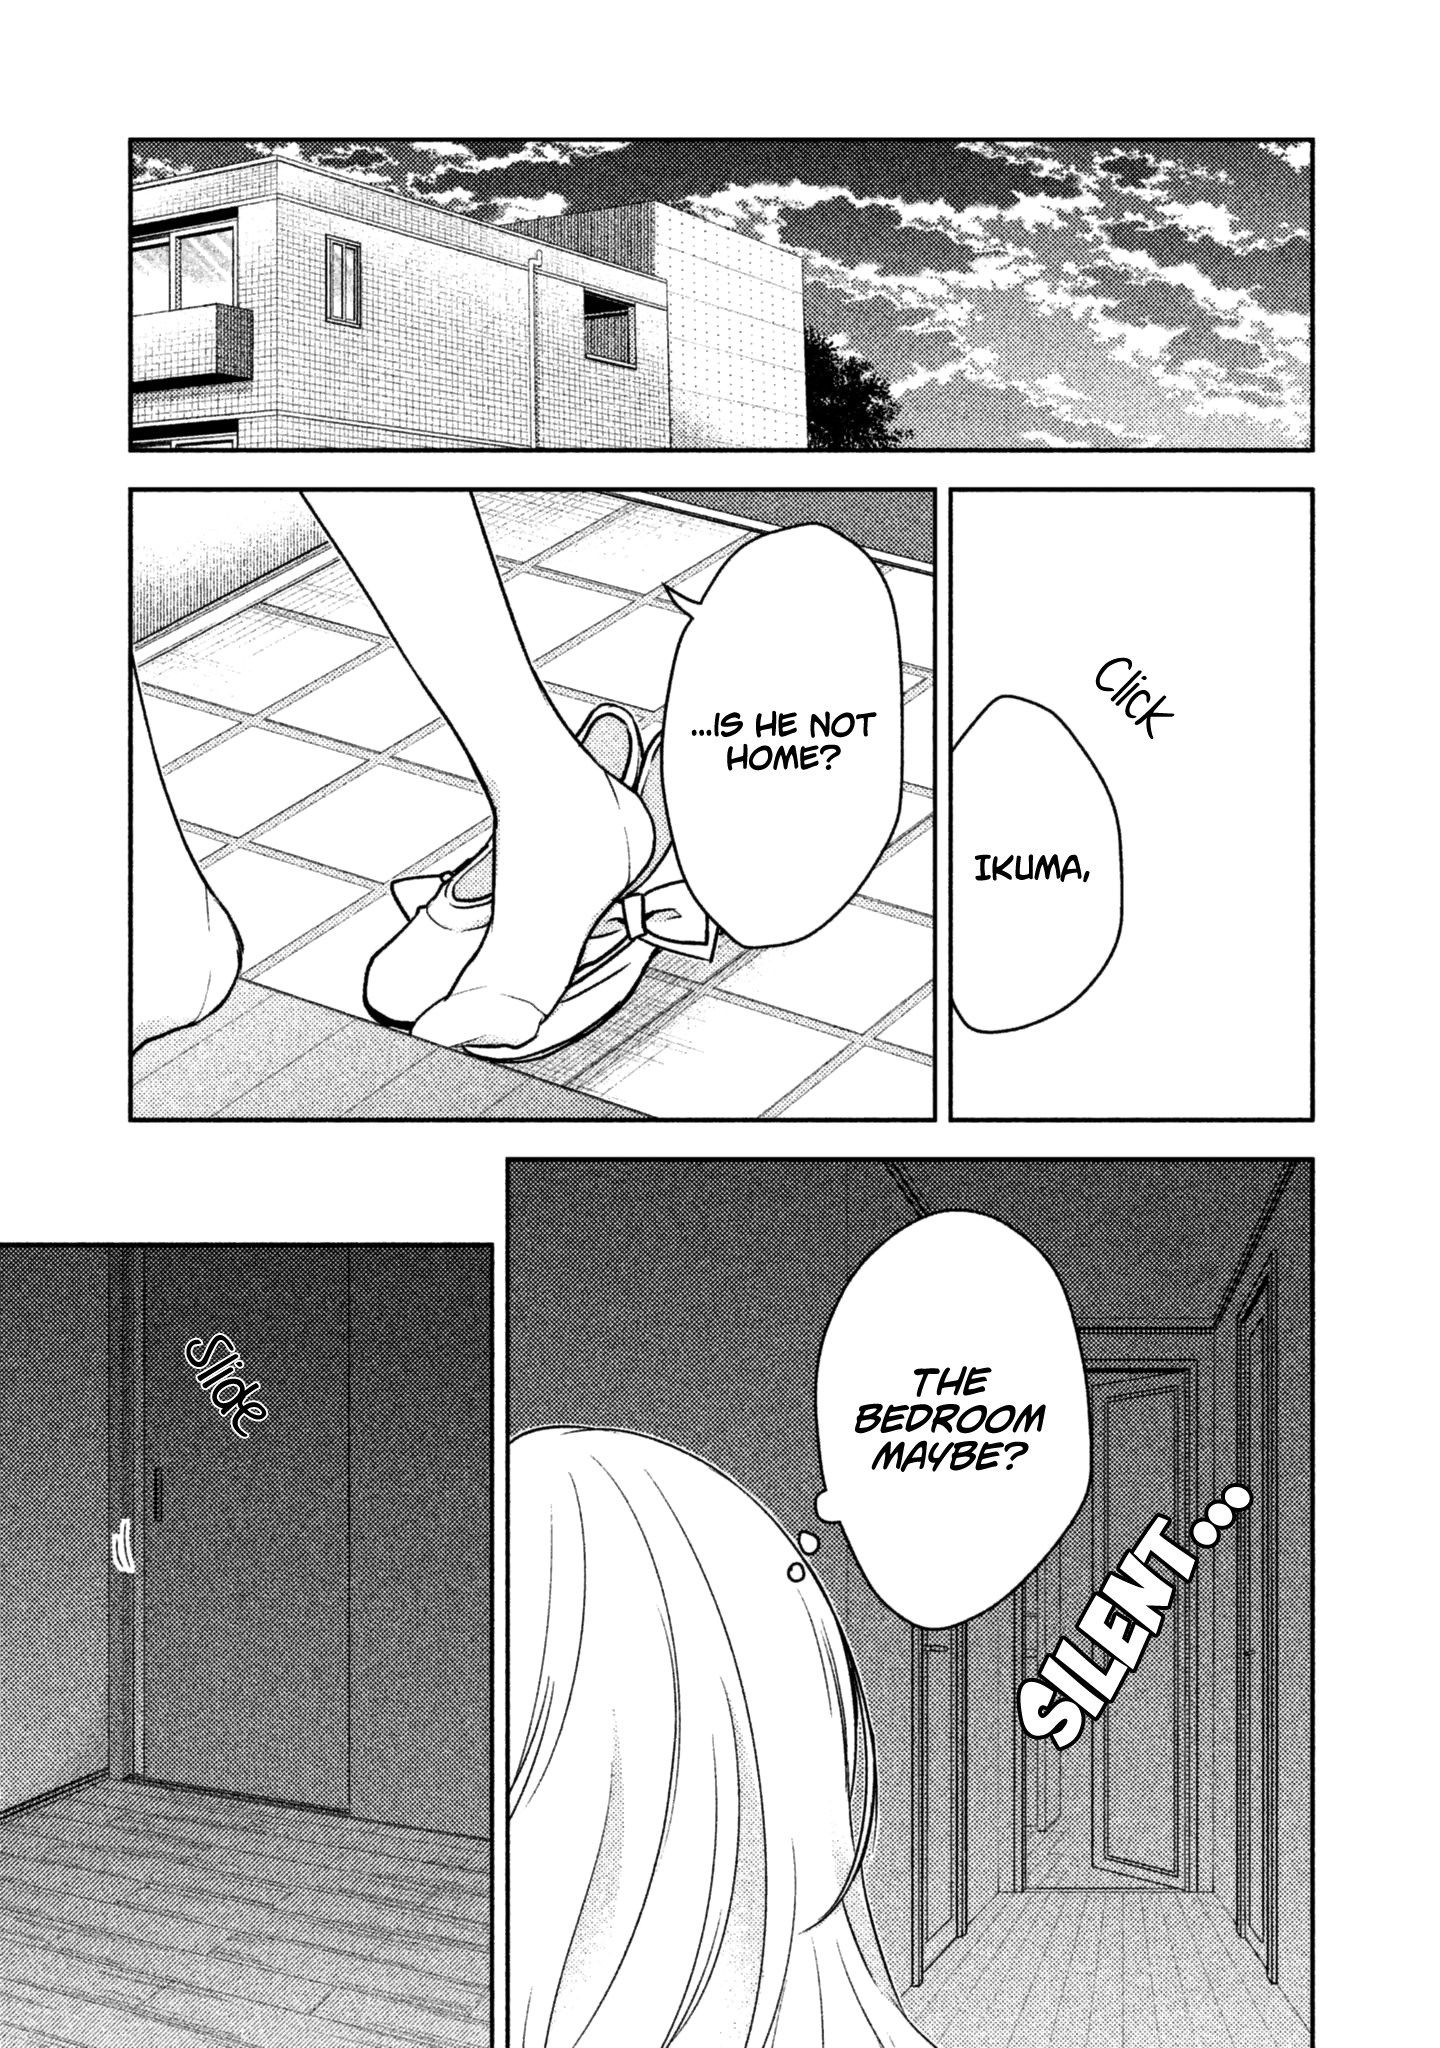 Click
IKUMA,
...IS HE NOT
HOME?
THE
BEDROOM
MAYBE?
SILENT...
Slide